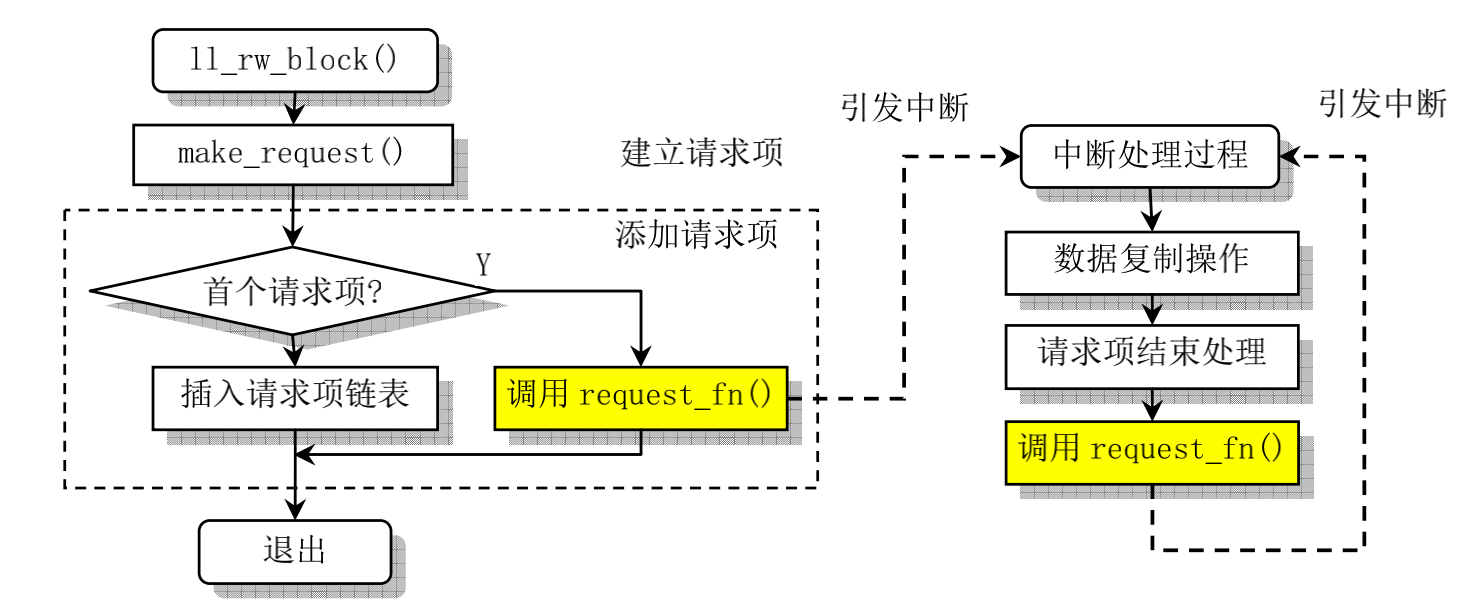 ll_rw_block()
make_request()
建立请求项
添加请求项
首个请求项?
Y
插入请求项链表
调用 request_fn()
退出
引发中断
引发中断
中断处理过程
数据复制操作
请求项结束处理
调用 request_fn()